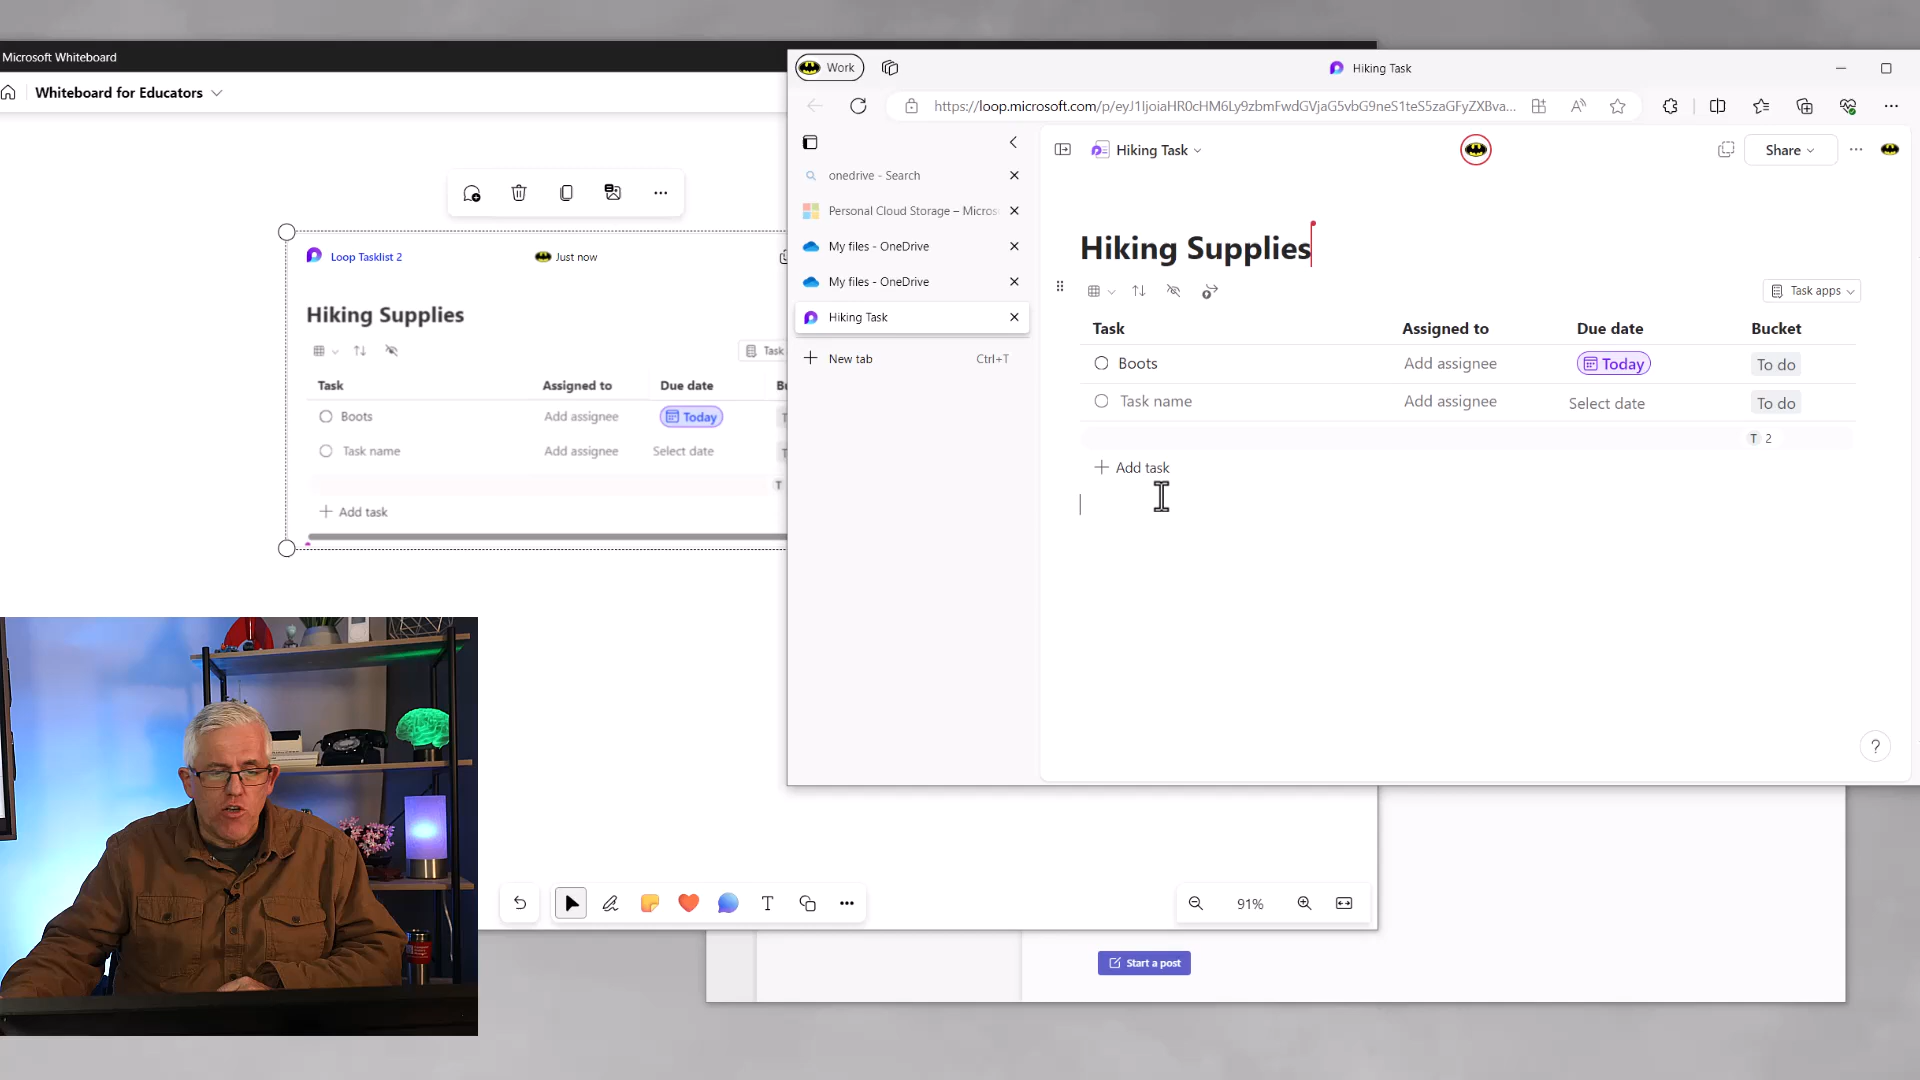 Microsoft Whiteboard
Whiteboard for Educators
Loop Tasklist 2
Just now
Hiking Supplies
Task
Task Assigned to Due date
Boots Add assignee Today
Task name Add assignee Select date
T
Add task
91%
Work
Hiking Task
https://loop.microsoft.com/p/eyJ1IjoiaHR0cHM6Ly9zbmFwdGVjaG5vbG9neS1teS5zaGFyZXBva...
onedrive - Search
Personal Cloud Storage – Micros
My files - OneDrive
My files - OneDrive
Hiking Task
New tab Ctrl+T
Hiking Task
Share
Hiking Supplies
Task apps
Task Assigned to Due date Bucket
Boots Add assignee Today To do
Task name Add assignee Select date To do
T 2
Add task
?
Start a post